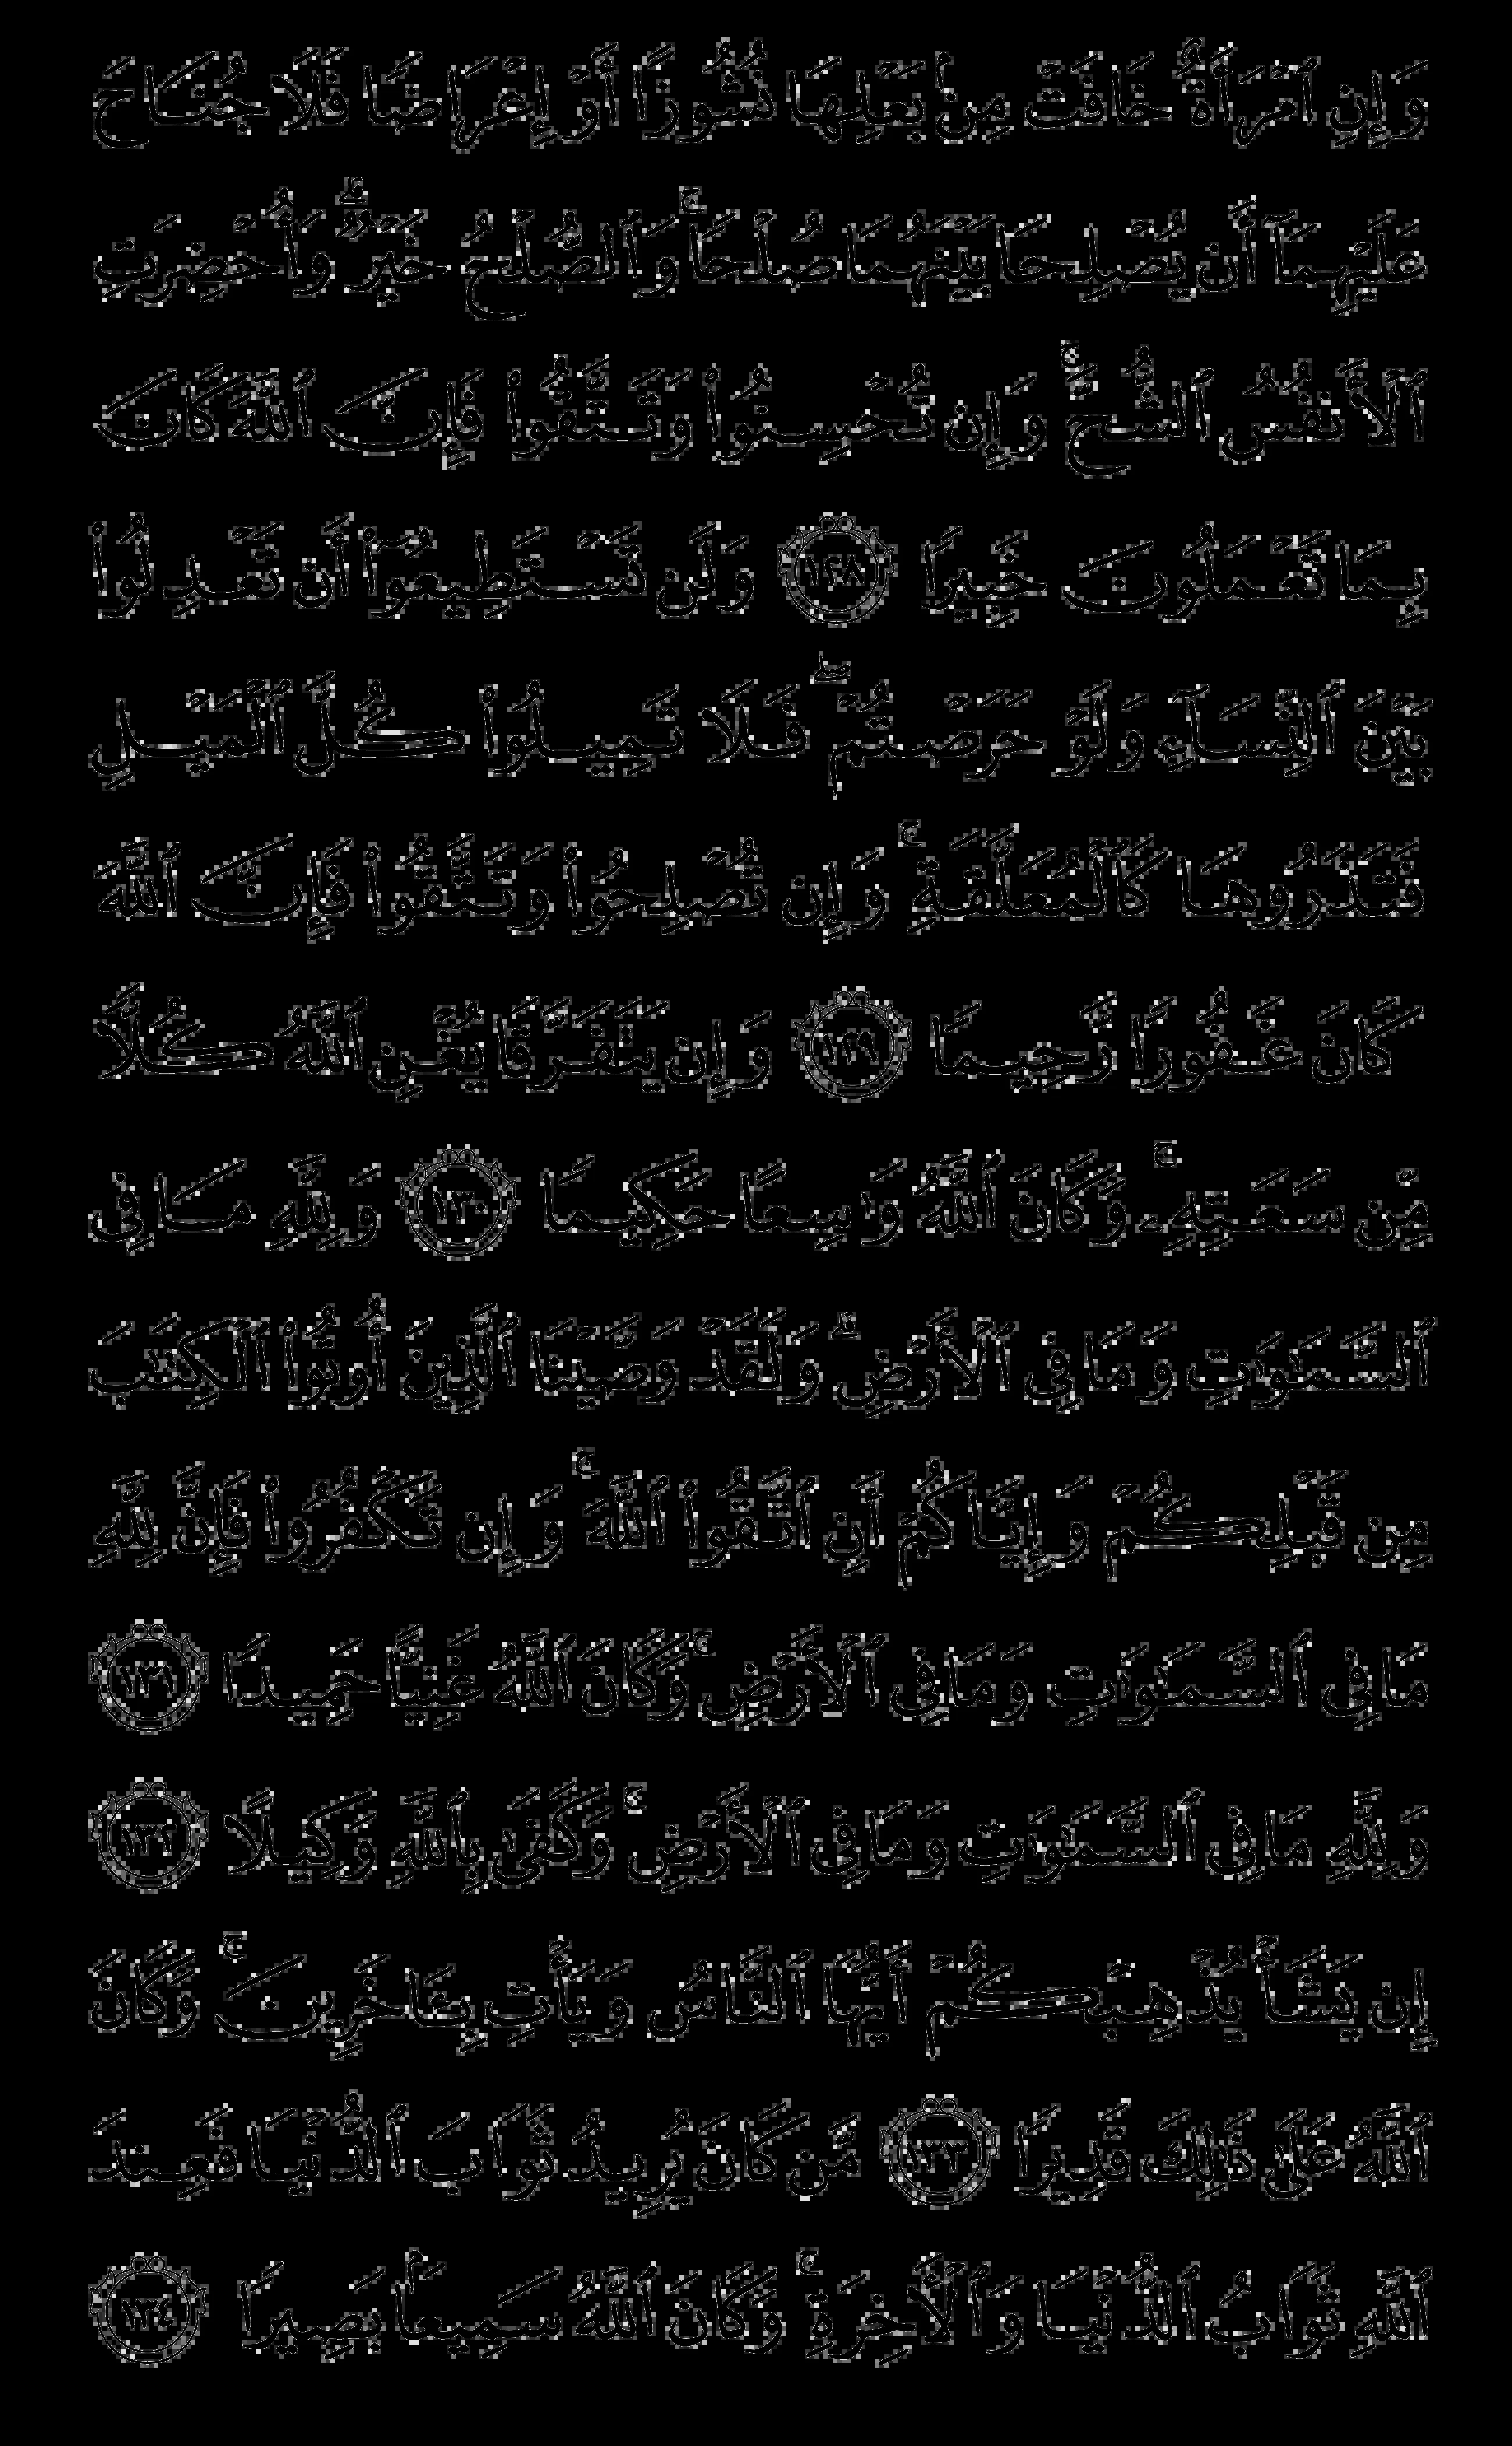 وَإِنِ ٱمۡرَأَةٌ خَافَتۡ مِنۢ بَعۡلِهَا نُشُوزًا أَوۡ إِعۡرَاضًا فَلَا جُنَاحَ
عَلَيۡهِمَآ أَن يُصۡلِحَا بَيۡنَهُمَا صُلۡحًاۚ وَٱلصُّلۡحُ خَيۡرٌۗ وَأُحۡضِرَتِ
ٱلۡأَنفُسُ ٱلشُّحَّۚ وَإِن تُحۡسِنُواْ وَتَتَّقُواْ فَإِنَّ ٱللَّهَ كَانَ
بِمَا تَعۡمَلُونَ خَبِيرًا ١٢٨ وَلَن تَسۡتَطِيعُوٓاْ أَن تَعۡدِلُواْ
بَيۡنَ ٱلنِّسَآءِ وَلَوۡ حَرَصۡتُمۡۖ فَلَا تَمِيلُواْ كُلَّ ٱلۡمَيۡلِ
فَتَذَرُوهَا كَٱلۡمُعَلَّقَةِۚ وَإِن تُصۡلِحُواْ وَتَتَّقُواْ فَإِنَّ ٱللَّهَ
كَانَ غَفُورًا رَّحِيمًا ١٢٩ وَإِن يَتَفَرَّقَا يُغۡنِ ٱللَّهُ كُلًّا
مِّن سَعَتِهِۦۚ وَكَانَ ٱللَّهُ وَٰسِعًا حَكِيمًا ١٣٠ وَلِلَّهِ مَا فِي
ٱلسَّمَٰوَٰتِ وَمَا فِي ٱلۡأَرۡضِۗ وَلَقَدۡ وَصَّيۡنَا ٱلَّذِينَ أُوتُواْ ٱلۡكِتَٰبَ
مِن قَبۡلِكُمۡ وَإِيَّاكُمۡ أَنِ ٱتَّقُواْ ٱللَّهَۚ وَإِن تَكۡفُرُواْ فَإِنَّ لِلَّهِ
مَا فِي ٱلسَّمَٰوَٰتِ وَمَا فِي ٱلۡأَرۡضِۚ وَكَانَ ٱللَّهُ غَنِيًّا حَمِيدًا ١٣١
وَلِلَّهِ مَا فِي ٱلسَّمَٰوَٰتِ وَمَا فِي ٱلۡأَرۡضِۚ وَكَفَىٰ بِٱللَّهِ وَكِيلًا ١٣٢
إِن يَشَأۡ يُذۡهِبۡكُمۡ أَيُّهَا ٱلنَّاسُ وَيَأۡتِ بِـَٔاخَرِينَۚ وَكَانَ
ٱللَّهُ عَلَىٰ ذَٰلِكَ قَدِيرًا ١٣٣ مَّن كَانَ يُرِيدُ ثَوَابَ ٱلدُّنۡيَا فَعِندَ
ٱللَّهِ ثَوَابُ ٱلدُّنۡيَا وَٱلۡأٓخِرَةِۚ وَكَانَ ٱللَّهُ سَمِيعَۢا بَصِيرًا ١٣٤